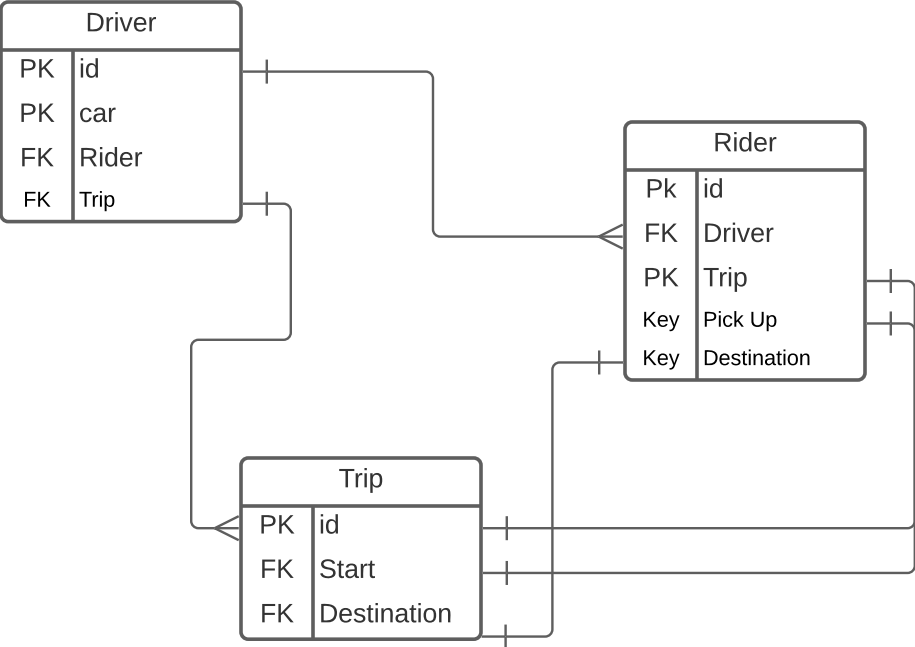 Driver
PK id
PK car
FK Rider
FK Trip
Rider
Pk id
FK Driver
PK Trip
Key Pick Up
Key Destination
Trip
PK id
FK Start
FK Destination